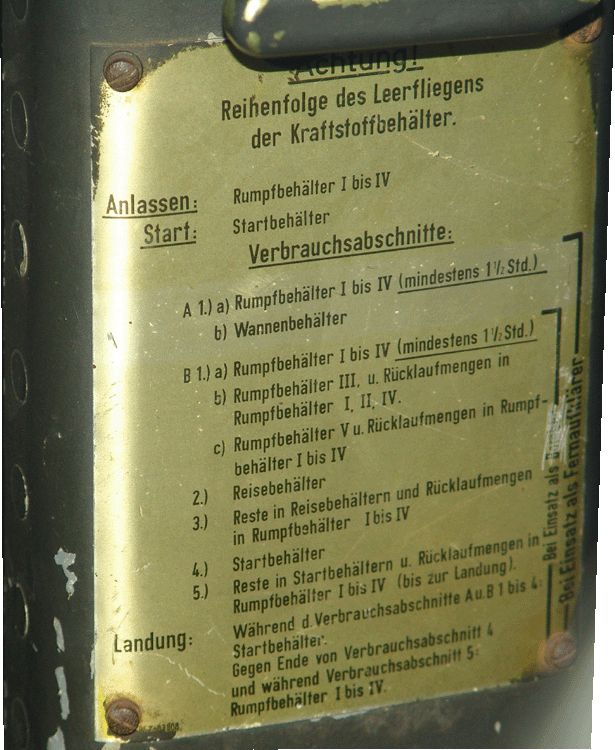 Achtung!
Reihenfolge des Leerfliegens
der Kraftstoffbehälter.
Anlassen: Rumpfbehälter I bis IV
Start: Startbehälter
Verbrauchsabschnitte:
A 1.) a) Rumpfbehälter I bis IV (mindestens 1 1/2 Std.)
b) Wannenbehälter
B 1.) a) Rumpfbehälter I bis IV (mindestens 1 1/2 Std.)
b) Rumpfbehälter III, u. Rücklaufmengen in
Rumpfbehälter I, II, IV.
c) Rumpfbehälter V u. Rücklaufmengen in Rumpf-
behälter I bis IV
2.) Reisebehälter
3.) Reste in Reisebehältern und Rücklaufmengen
in Rumpfbehälter I bis IV
4.) Startbehälter
5.) Reste in Startbehältern u. Rücklaufmengen in
Rumpfbehälter I bis IV (bis zur Landung).
Landung: Während d. Verbrauchsabschnitte A u. B 1 bis 4:
Startbehälter.
Gegen Ende von Verbrauchsabschnitt 4
und während Verbrauchsabschnitt 5:
Rumpfbehälter I bis IV.
Bei Einsatz als
Bei Einsatz als Fernaufklärer